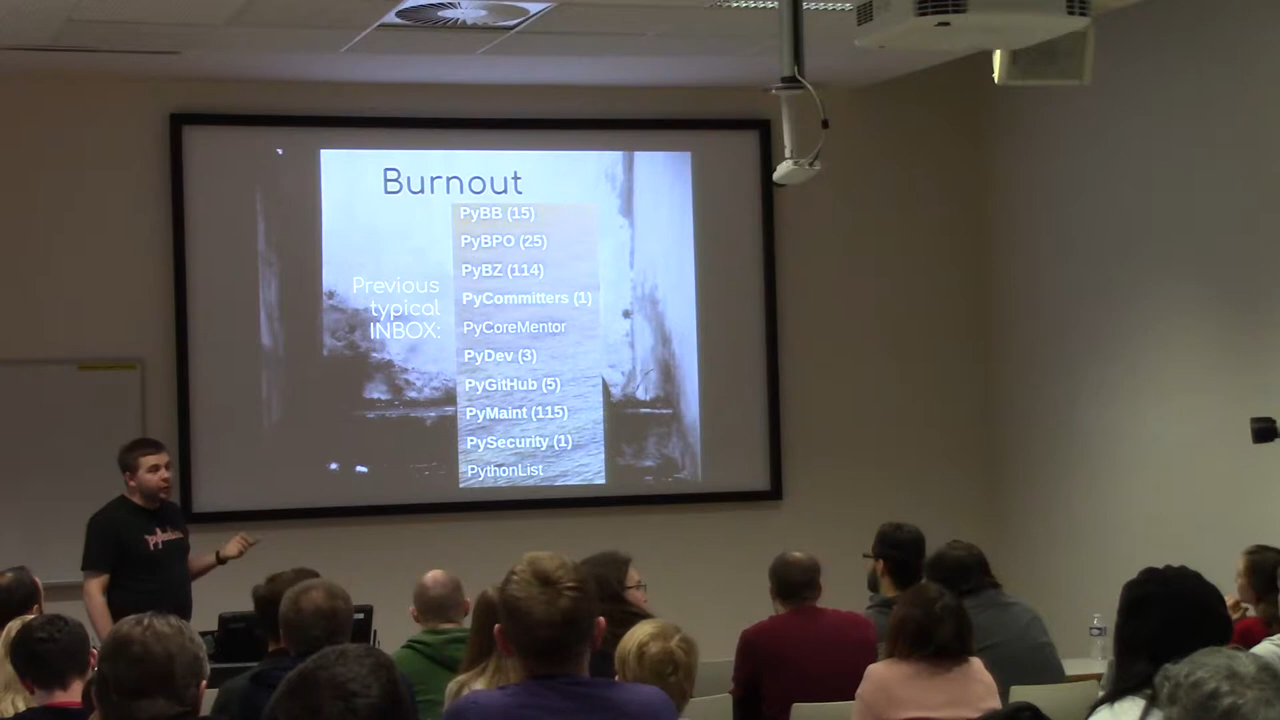 Burnout
Previous
typical
INBOX:
PyBB (15)
PyBPO (25)
PyBZ (114)
PyCommitters (1)
PyCoreMentor
PyDev (3)
PyGitHub (5)
PyMaint (115)
PySecurity (1)
PythonList